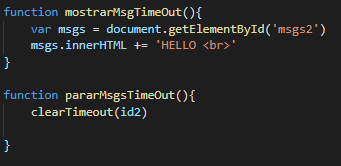 function mostrarMsgTimeOut(){
    var msgs = document.getElementById('msgs2')
    msgs.innerHTML += 'HELLO <br>'
}

function pararMsgsTimeOut(){
    clearTimeout(id2)

}